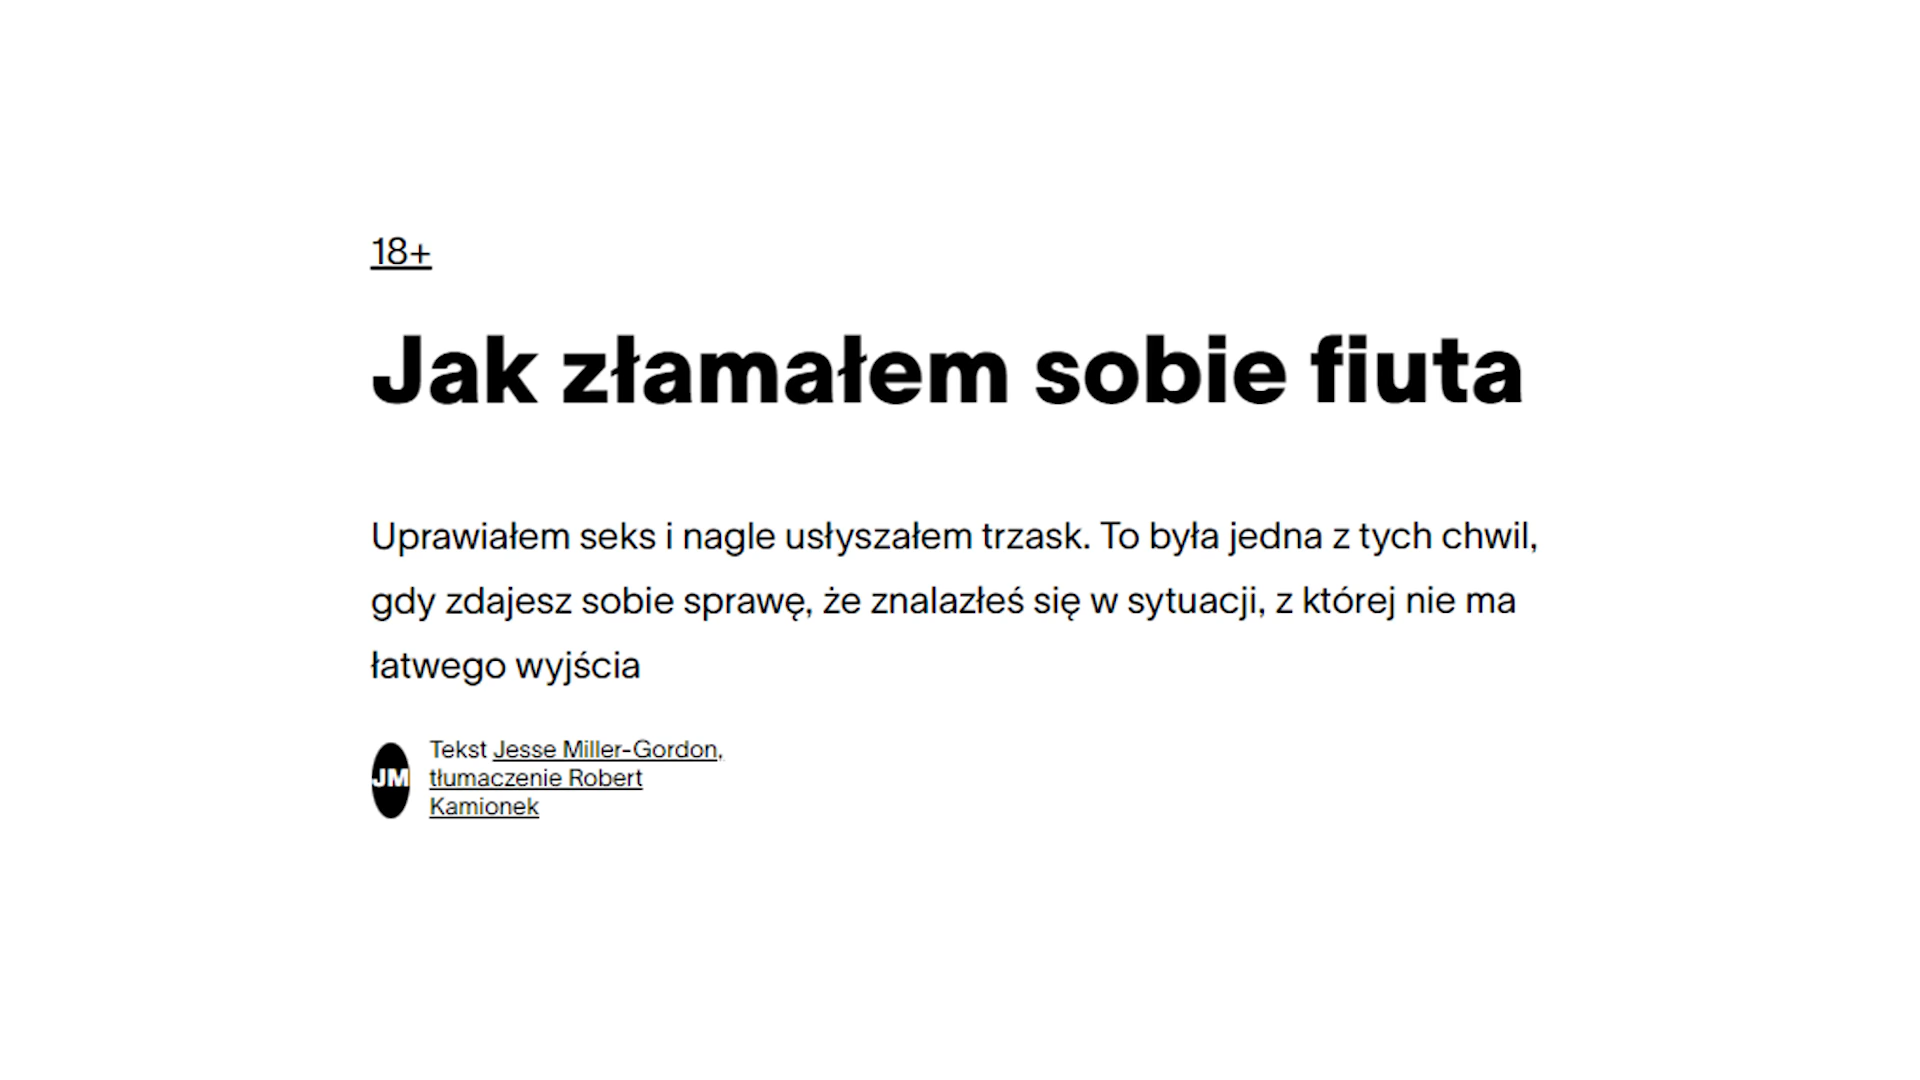 18+
Jak złamałem sobie fiuta
Uprawiałem seks i nagle usłyszałem trzask. To była jedna z tych chwil,
gdy zdajesz sobie sprawę, że znalazłeś się w sytuacji, z której nie ma
łatwego wyjścia
JM
Tekst Jesse Miller-Gordon,
tłumaczenie Robert
Kamionek